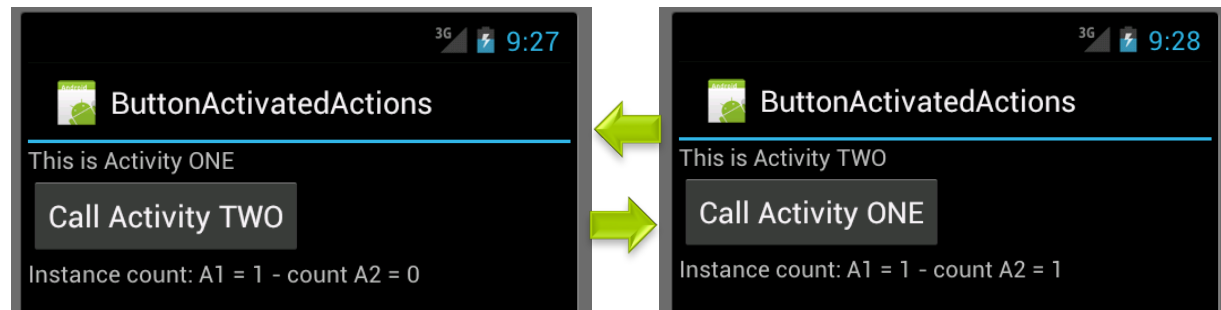 3G 9:27
ButtonActivatedActions
This is Activity ONE
Call Activity TWO
Instance count: A1 = 1 - count A2 = 0
3G 9:28
ButtonActivatedActions
This is Activity TWO
Call Activity ONE
Instance count: A1 = 1 - count A2 = 1